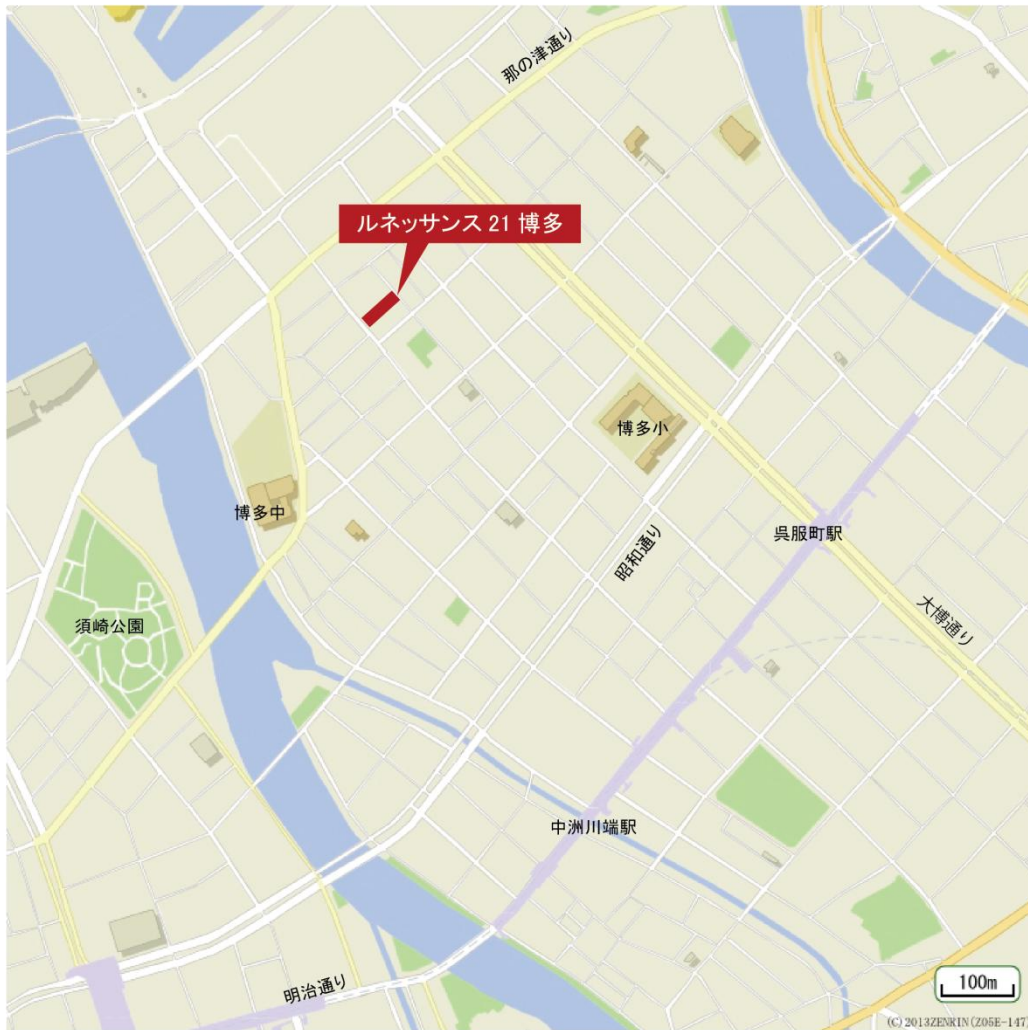 那の津通り
ルネッサンス 21 博多
博多小
博多中
呉服町駅
昭和通り
大博通り
須崎公園
中洲川端駅
明治通り
100m
(C) 2013ZENRIN(Z05E-147)